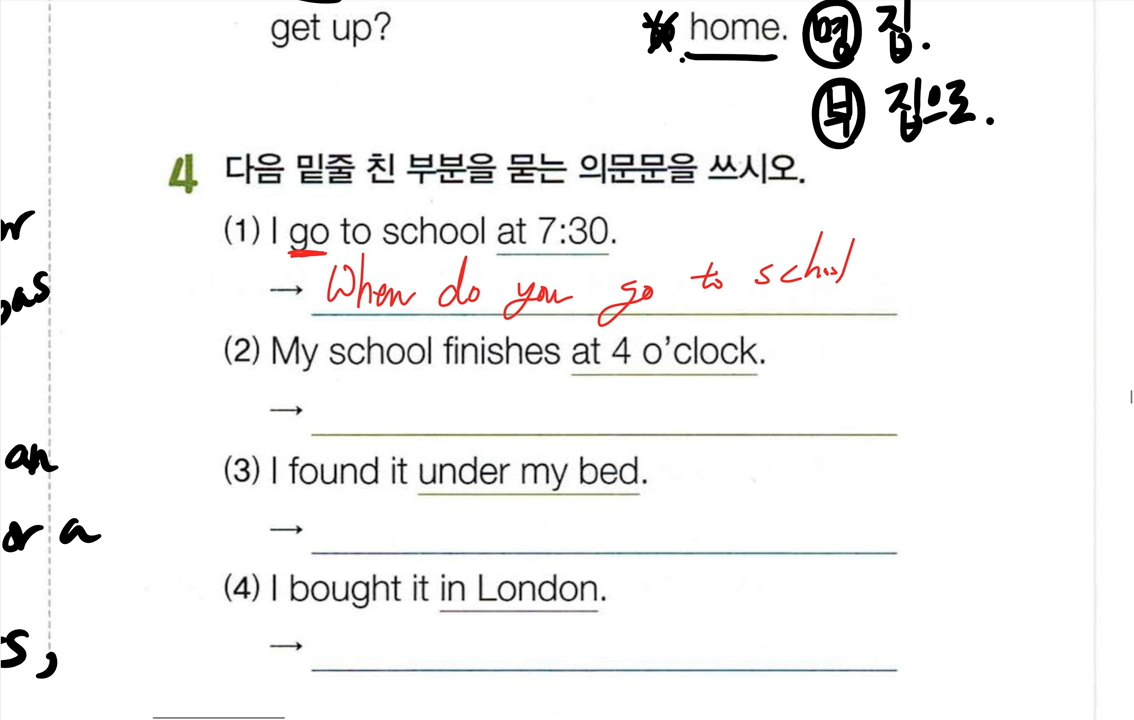 get up?
home. 명 집.
부 집으로.
4 다음 밑줄 친 부분을 묻는 의문문을 쓰시오.
(1) I go to school at 7:30.
→ When do you go to school
(2) My school finishes at 4 o'clock.
→
an
(3) I found it under my bed.
→
or a
(4) I bought it in London.
→
s,